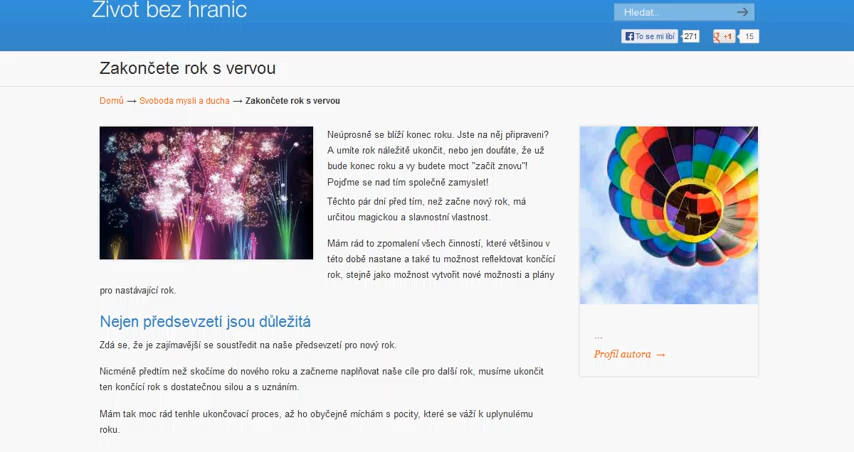 Život bez hranic
Hledat..
To se mi líbí 271
+1 15
Zakončete rok s vervou
Domů → Svoboda mysli a ducha → Zakončete rok s vervou
Neúprosně se blíží konec roku. Jste na něj připraveni?
A umíte rok náležitě ukončit, nebo jen doufáte, že už
bude konec roku a vy budete moct "začít znovu"!
Pojďme se nad tím společně zamyslet!
Těchto pár dní před tím, než začne nový rok, má
určitou magickou a slavnostní vlastnost.
Mám rád to zpomalení všech činností, které většinou v
této době nastane a také tu možnost reflektovat končící
rok, stejně jako možnost vytvořit nové možnosti a plány
pro nastávající rok.
Nejen předsevzetí jsou důležitá
Zdá se, že je zajímavější se soustředit na naše předsevzetí pro nový rok.
Nicméně předtím než skočíme do nového roku a začneme naplňovat naše cíle pro další rok, musíme ukončit
ten končící rok s dostatečnou silou a s uznáním.
Mám tak moc rád tenhle ukončovací proces, až ho obyčejně míchám s pocity, které se váží k uplynulému
roku.
...
Profil autora →